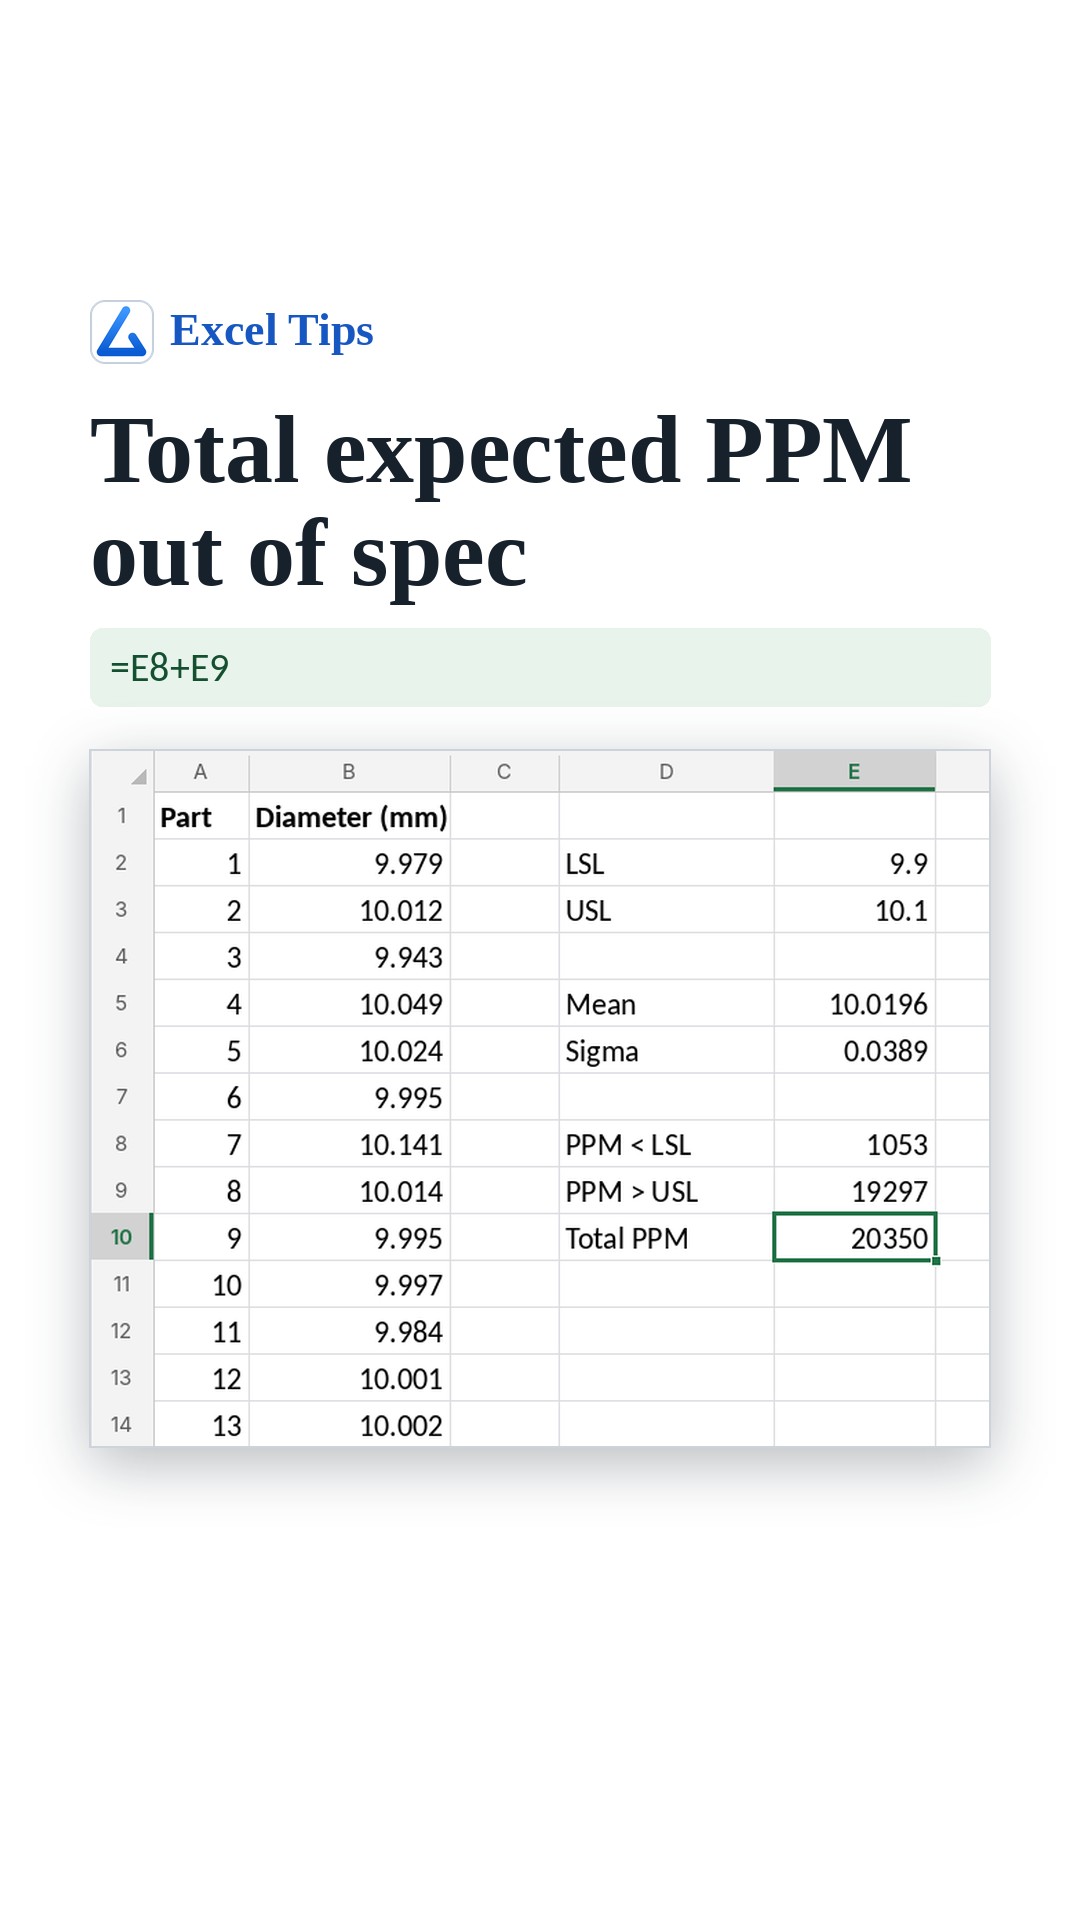 Excel Tips
Total expected PPM
out of spec
=E8+E9
A B C D E
1 Part Diameter (mm)
2 1 9.979 LSL 9.9
3 2 10.012 USL 10.1
4 3 9.943
5 4 10.049 Mean 10.0196
6 5 10.024 Sigma 0.0389
7 6 9.995
8 7 10.141 PPM < LSL 1053
9 8 10.014 PPM > USL 19297
10 9 9.995 Total PPM 20350
11 10 9.997
12 11 9.984
13 12 10.001
14 13 10.002